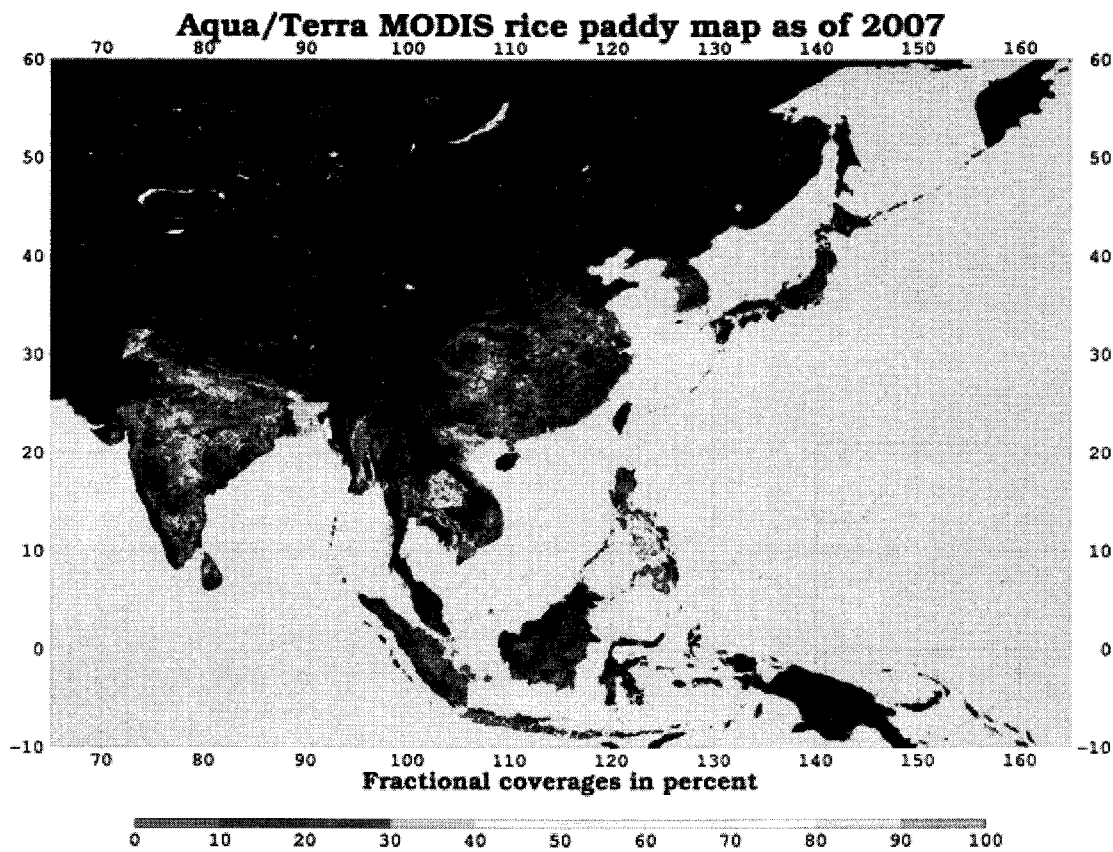 Aqua/Terra MODIS rice paddy map as of 2007
70 80 90 100 110 120 130 140 150 160
60 60
50 50
40 40
30 30
20 20
10 10
0 0
-10 -10
70 80 90 100 110 120 130 140 150 160
Fractional coverages in percent
0 10 20 30 40 50 60 70 80 90 100